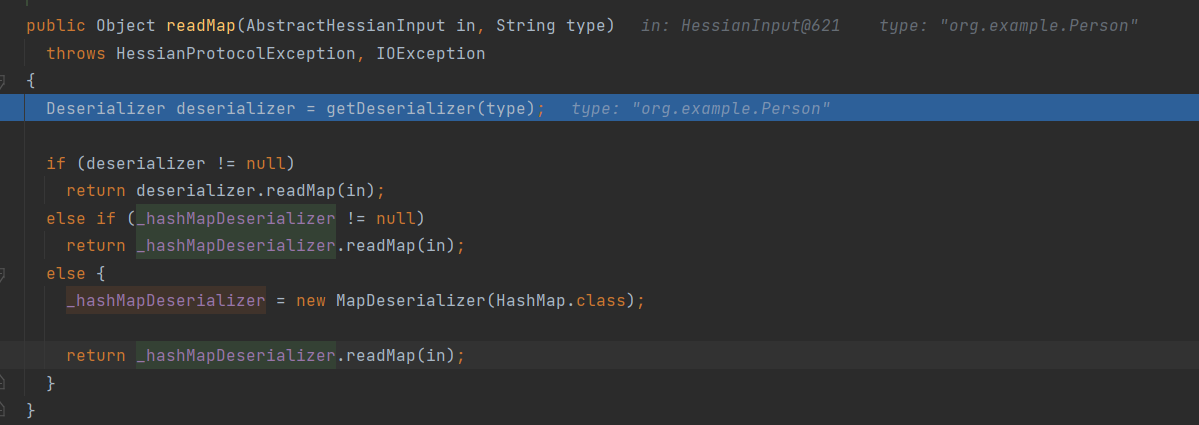 public Object readMap(AbstractHessianInput in, String type)   in: HessianInput@621    type: "org.example.Person"
  throws HessianProtocolException, IOException
{
  Deserializer deserializer = getDeserializer(type);   type: "org.example.Person"
  if (deserializer != null)
    return deserializer.readMap(in);
  else if (_hashMapDeserializer != null)
    return _hashMapDeserializer.readMap(in);
  else {
    _hashMapDeserializer = new MapDeserializer(HashMap.class);
    return _hashMapDeserializer.readMap(in);
  }
}